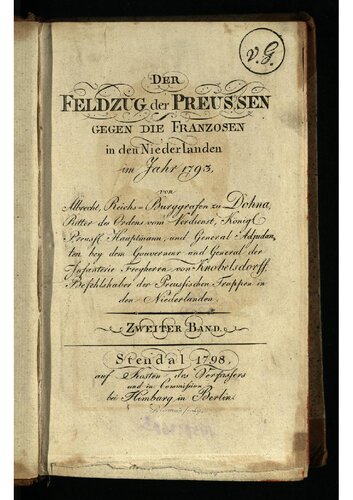 v. G.
DER
FELDZUG der PREUSSEN
GEGEN DIE FRANZOSEN
in den Niederlanden
im Jahr 1793,
von
Albrecht, Reichs=Burggrafen zu Dohna,
Ritter des Ordens vom Verdienst, Königl.
Preussl. Hauptmann, und General Adjudan,
ten bey dem Gouverneur und General der
Infanterie Freyherrn von Knobelsdorff,
Befehlshaber der Preussischen Truppen in
den Niederlanden.
ZWEITER BAND.
Stendal 1798,
auf Kosten des Verfassers
und in Commission
bei Himburg in Berlin.